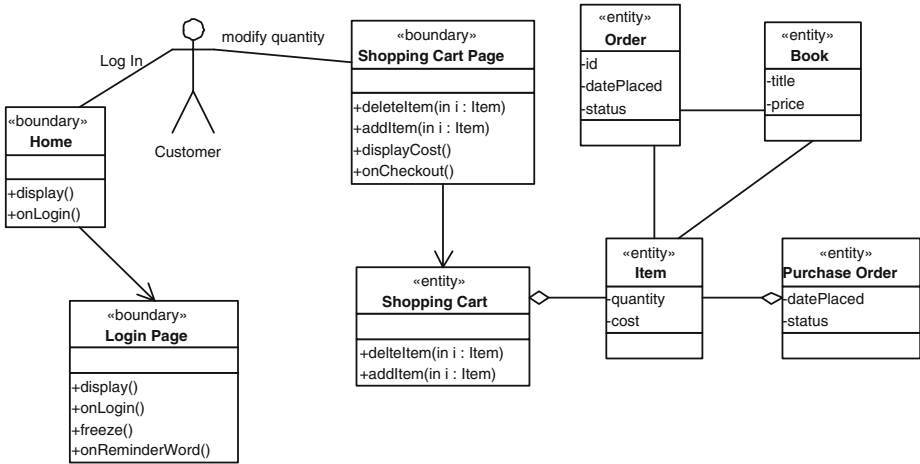 Log In
modify quantity
Customer
«boundary»
Home
+display()
+onLogin()
«boundary»
Login Page
+display()
+onLogin()
+freeze()
+onReminderWord()
«boundary»
Shopping Cart Page
+deleteItem(in i : Item)
+addItem(in i : Item)
+displayCost()
+onCheckout()
«entity»
Shopping Cart
+delteItem(in i : Item)
+addItem(in i : Item)
«entity»
Order
-id
-datePlaced
-status
«entity»
Book
-title
-price
«entity»
Item
-quantity
-cost
«entity»
Purchase Order
-datePlaced
-status